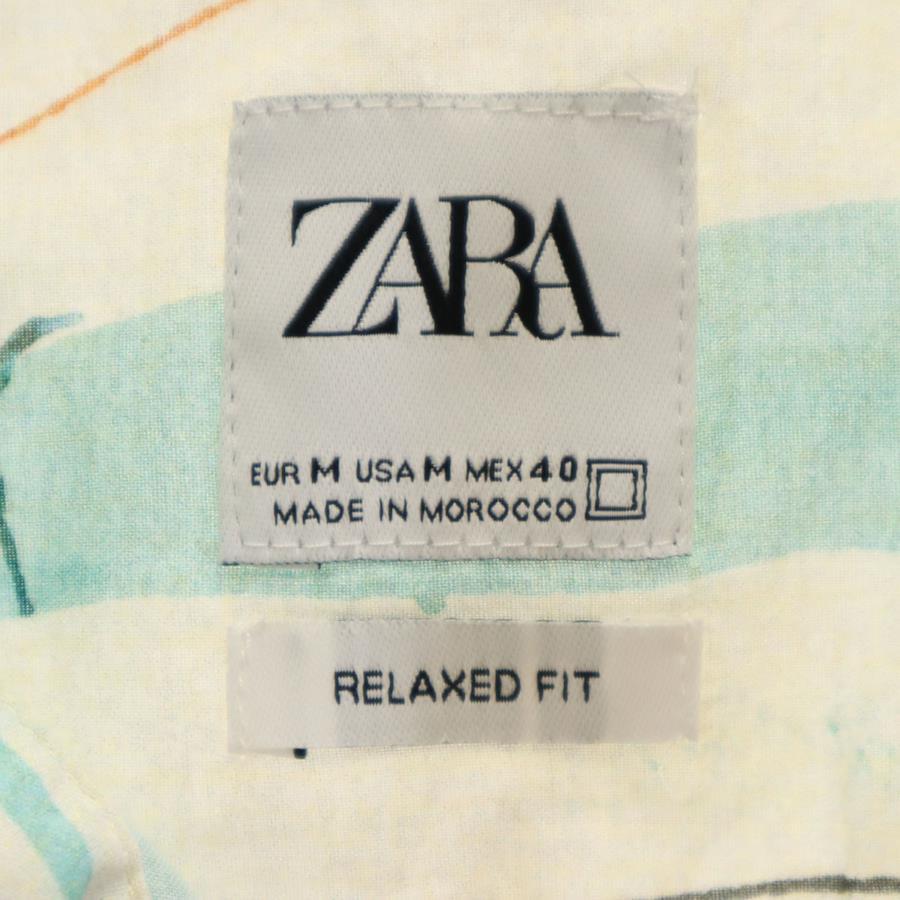 ZARA
EUR M USA M MEX 40
MADE IN MOROCCO
RELAXED FIT